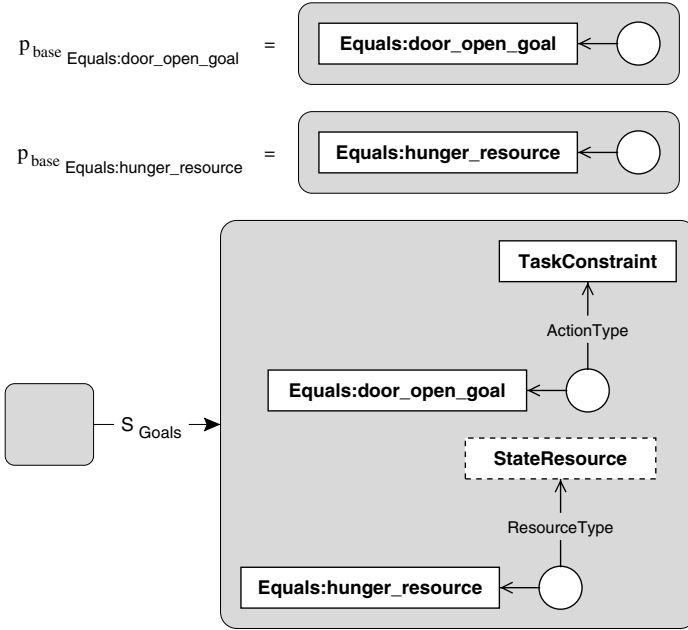 p base Equals:door_open_goal = Equals:door_open_goal
p base Equals:hunger_resource = Equals:hunger_resource
TaskConstraint
ActionType
Equals:door_open_goal
S Goals
StateResource
ResourceType
Equals:hunger_resource